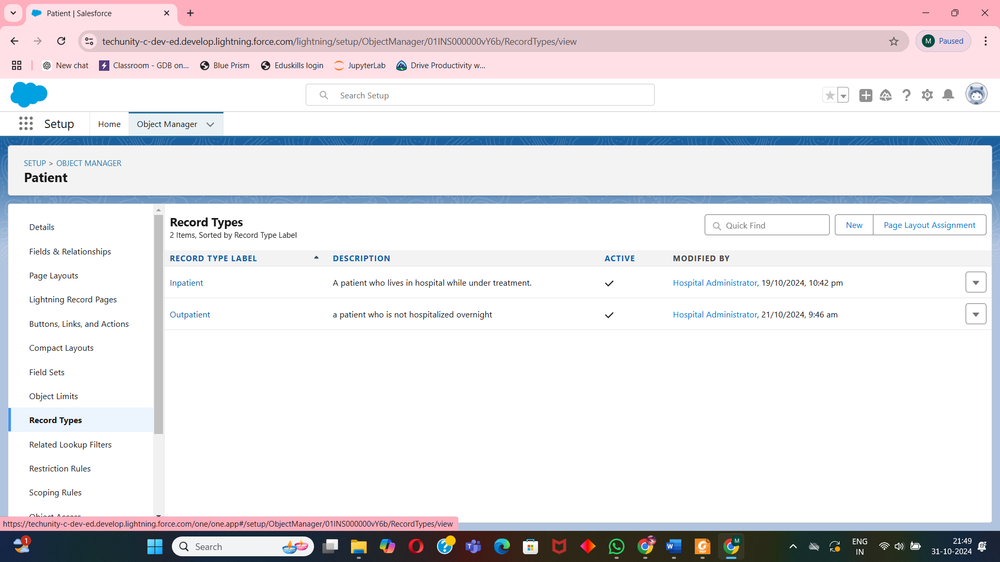 Patient | Salesforce
techunity-c-dev-ed.develop.lightning.force.com/lightning/setup/ObjectManager/01INS000000vY6b/RecordTypes/view
M Paused
New chat
Classroom - GDB on...
Blue Prism
Eduskills login
JupyterLab
Drive Productivity w...
Search Setup
Setup
Home
Object Manager
SETUP > OBJECT MANAGER
Patient
Details
Fields & Relationships
Page Layouts
Lightning Record Pages
Buttons, Links, and Actions
Compact Layouts
Field Sets
Object Limits
Record Types
Related Lookup Filters
Restriction Rules
Scoping Rules
Object Access
Record Types
2 Items, Sorted by Record Type Label
Quick Find
New
Page Layout Assignment
RECORD TYPE LABEL DESCRIPTION ACTIVE MODIFIED BY
Inpatient A patient who lives in hospital while under treatment. Hospital Administrator, 19/10/2024, 10:42 pm
Outpatient a patient who is not hospitalized overnight Hospital Administrator, 21/10/2024, 9:46 am
https://techunity-c-dev-ed.develop.lightning.force.com/one/one.app#/setup/ObjectManager/01INS000000vY6b/RecordTypes/view
1
Search
PDF
M
ENG
IN
21:49
31-10-2024